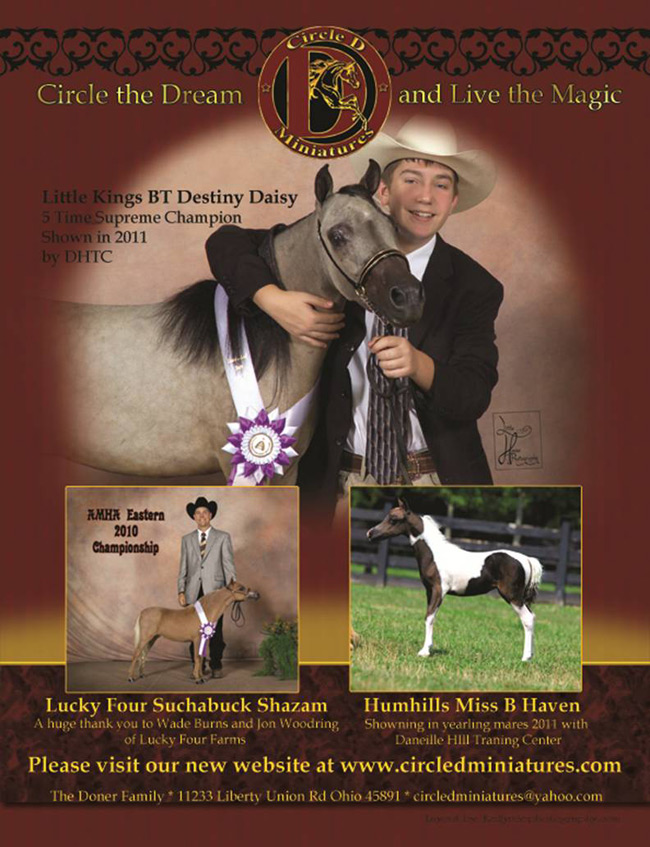 Circle D
Miniatures
Circle the Dream
and Live the Magic
Little Kings BT Destiny Daisy
5 Time Supreme Champion
Shown in 2011
by DHTC
AMHA Eastern
2010
Championship
Lucky Four Suchabuck Shazam
A huge thank you to Wade Burns and Jon Woodring
of Lucky Four Farms
Humhills Miss B Haven
Showning in yearling mares 2011 with
Daneille HIll Traning Center
Please visit our new website at www.circledminiatures.com
The Doner Family * 11233 Liberty Union Rd Ohio 45891 * circledminiatures@yahoo.com